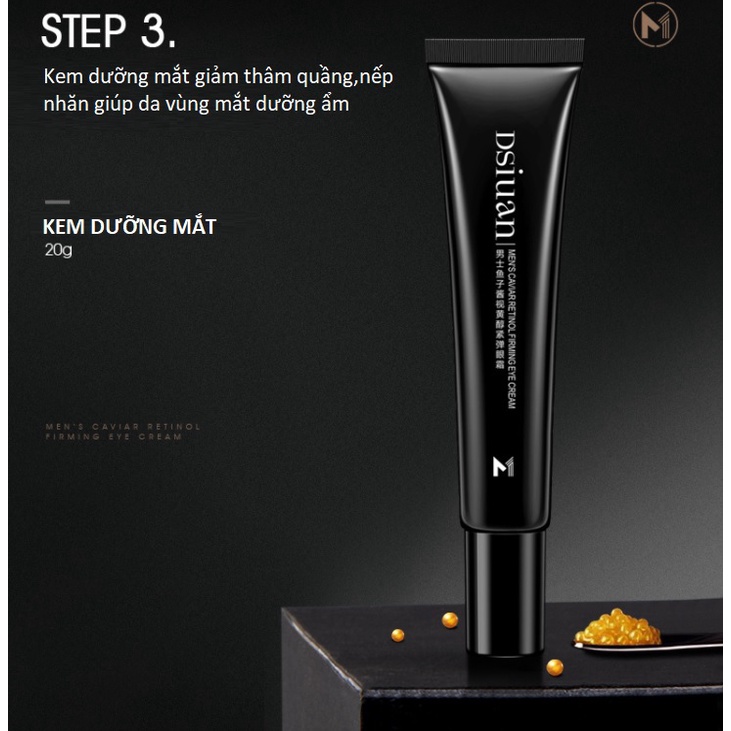 STEP 3.
Kem dưỡng mắt giảm thâm quầng,nếp
nhăn giúp da vùng mắt dưỡng ẩm
KEM DƯỠNG MẮT
20g
MEN'S CAVIAR RETINOL
FIRMING EYE CREAM
Dsiuan
MEN'S CAVIAR RETINOL FIRMING EYE CREAM
男士鱼子酱视黄醇紧弹眼霜